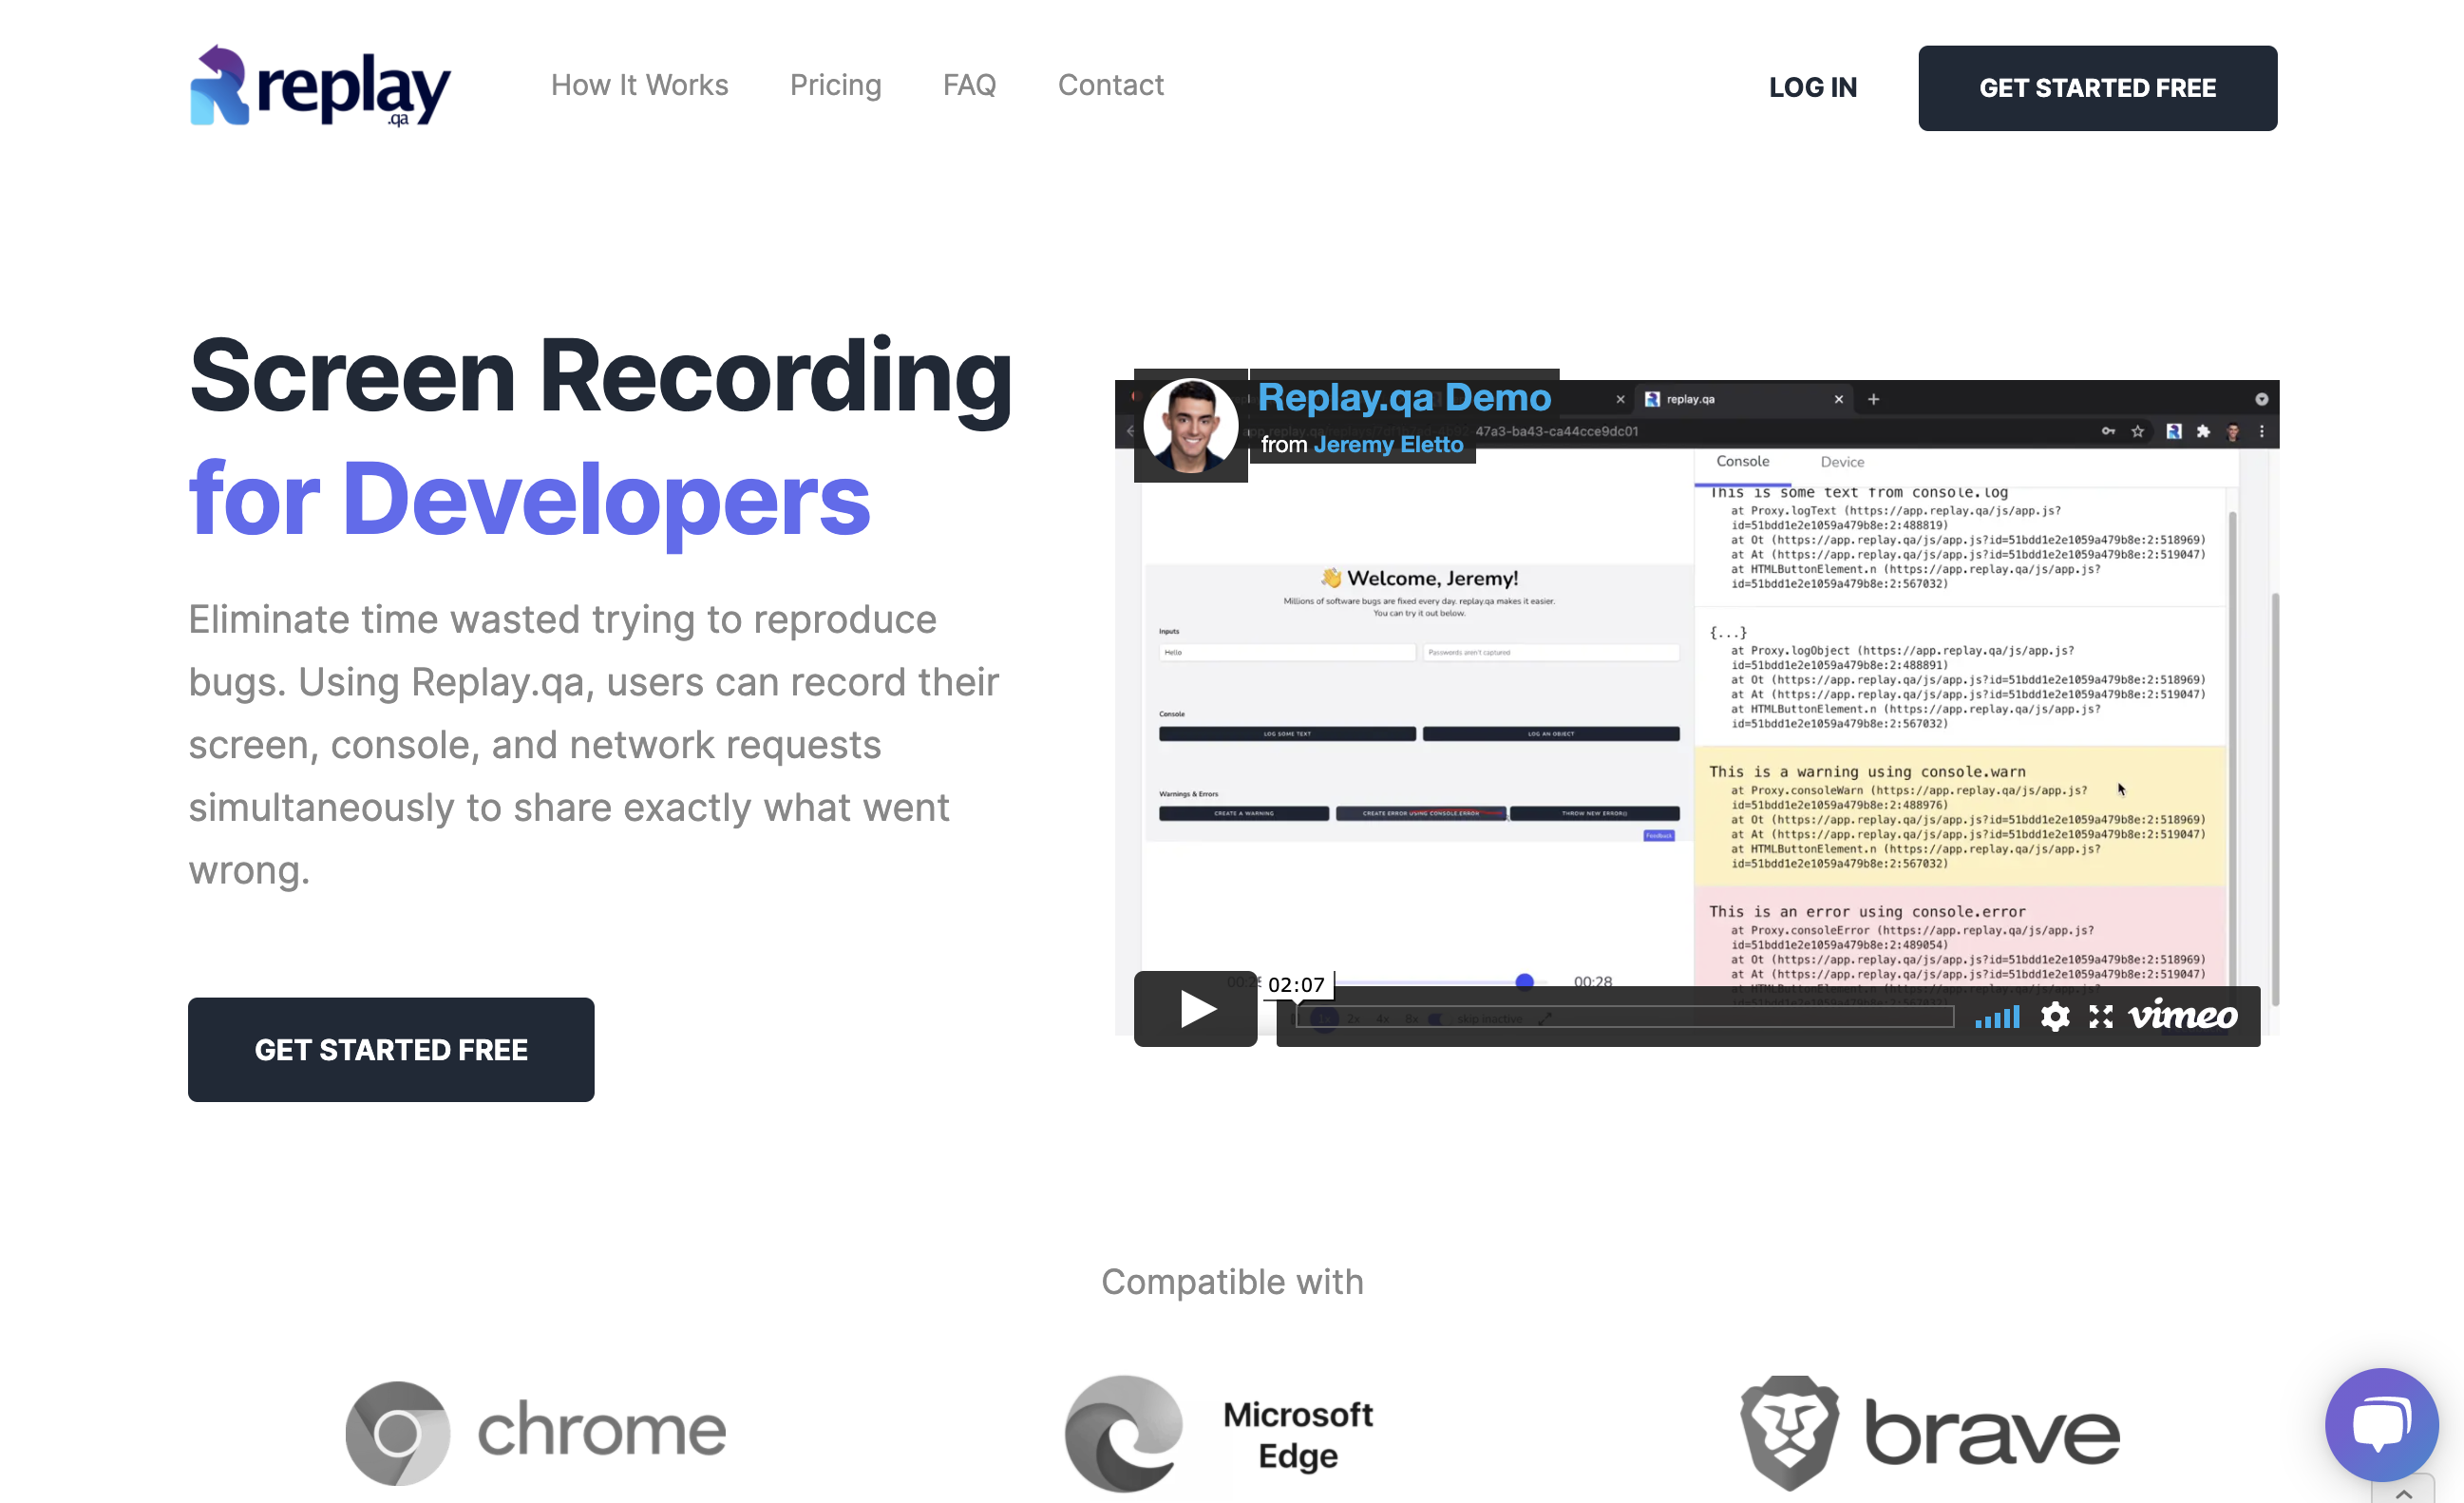 replay
.qa
How It Works
Pricing
FAQ
Contact
LOG IN
GET STARTED FREE
Screen Recording
for Developers
Eliminate time wasted trying to reproduce
bugs. Using Replay.qa, users can record their
screen, console, and network requests
simultaneously to share exactly what went
wrong.
GET STARTED FREE
Replay.qa Demo
from Jeremy Eletto
replay.qa
47a3-ba43-ca44cce9dc01
👋 Welcome, Jeremy!
Millions of software bugs are fixed every day. replay.qa makes it easier.
You can try it out below.
Inputs
Hello
Passwords aren't captured
Console
LOG SOME TEXT
LOG AN OBJECT
Warnings & Errors
CREATE A WARNING
CREATE ERROR USING CONSOLE.ERROR
THROW NEW ERROR()
Feedback
Console
Device
This is some text from console.log
at Proxy.logText (https://app.replay.qa/js/app.js?
id=51bdd1e2e1059a479b8e:2:488819)
at Ot (https://app.replay.qa/js/app.js?id=51bdd1e2e1059a479b8e:2:518969)
at At (https://app.replay.qa/js/app.js?id=51bdd1e2e1059a479b8e:2:519047)
at HTMLButtonElement.n (https://app.replay.qa/js/app.js?
id=51bdd1e2e1059a479b8e:2:567032)
{...}
at Proxy.logObject (https://app.replay.qa/js/app.js?
id=51bdd1e2e1059a479b8e:2:488891)
at Ot (https://app.replay.qa/js/app.js?id=51bdd1e2e1059a479b8e:2:518969)
at At (https://app.replay.qa/js/app.js?id=51bdd1e2e1059a479b8e:2:519047)
at HTMLButtonElement.n (https://app.replay.qa/js/app.js?
id=51bdd1e2e1059a479b8e:2:567032)
This is a warning using console.warn
at Proxy.consoleWarn (https://app.replay.qa/js/app.js?
id=51bdd1e2e1059a479b8e:2:488976)
at Ot (https://app.replay.qa/js/app.js?id=51bdd1e2e1059a479b8e:2:518969)
at At (https://app.replay.qa/js/app.js?id=51bdd1e2e1059a479b8e:2:519047)
at HTMLButtonElement.n (https://app.replay.qa/js/app.js?
id=51bdd1e2e1059a479b8e:2:567032)
This is an error using console.error
at Proxy.consoleError (https://app.replay.qa/js/app.js?
id=51bdd1e2e1059a479b8e:2:489054)
at Ot (https://app.replay.qa/js/app.js?id=51bdd1e2e1059a479b8e:2:518969)
at At (https://app.replay.qa/js/app.js?id=51bdd1e2e1059a479b8e:2:519047)
at HTMLButtonElement.n (https://app.replay.qa/js/app.js?
id=51bdd1e2e1059a479b8e:2:567032)
02:07
00:28
1x 2x 4x 8x skip inactive
vimeo
Compatible with
chrome
Microsoft
Edge
brave